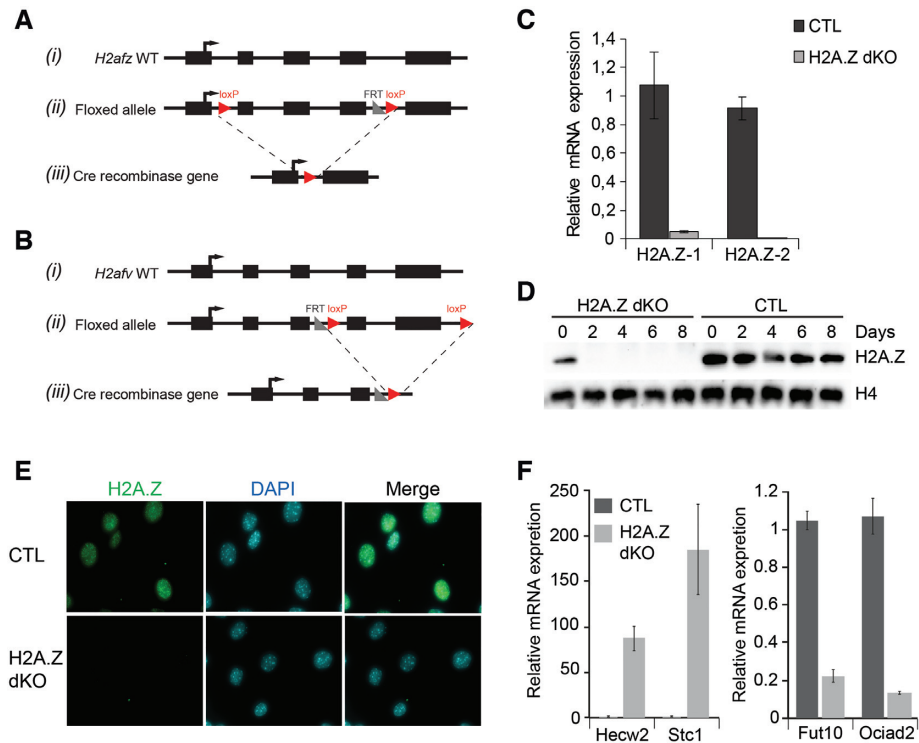 A
(i) H2afz WT
(ii) Floxed allele
loxP
FRT loxP
(iii) Cre recombinase gene
B
(i) H2afv WT
(ii) Floxed allele
FRT loxP
loxP
(iii) Cre recombinase gene
C
CTL
H2A.Z dKO
Relative mRNA expression
1,4
1,2
1
0,8
0,6
0,4
0,2
0
H2A.Z-1 H2A.Z-2
D
H2A.Z dKO CTL
0 2 4 6 8 0 2 4 6 8 Days
H2A.Z
H4
E
H2A.Z DAPI Merge
CTL
H2A.Z
dKO
F
Relative mRNA expretion
250
200
150
100
50
0
CTL
H2A.Z
dKO
Hecw2 Stc1
Relative mRNA expretion
1.2
1
0.8
0.6
0.4
0.2
0
Fut10 Ociad2